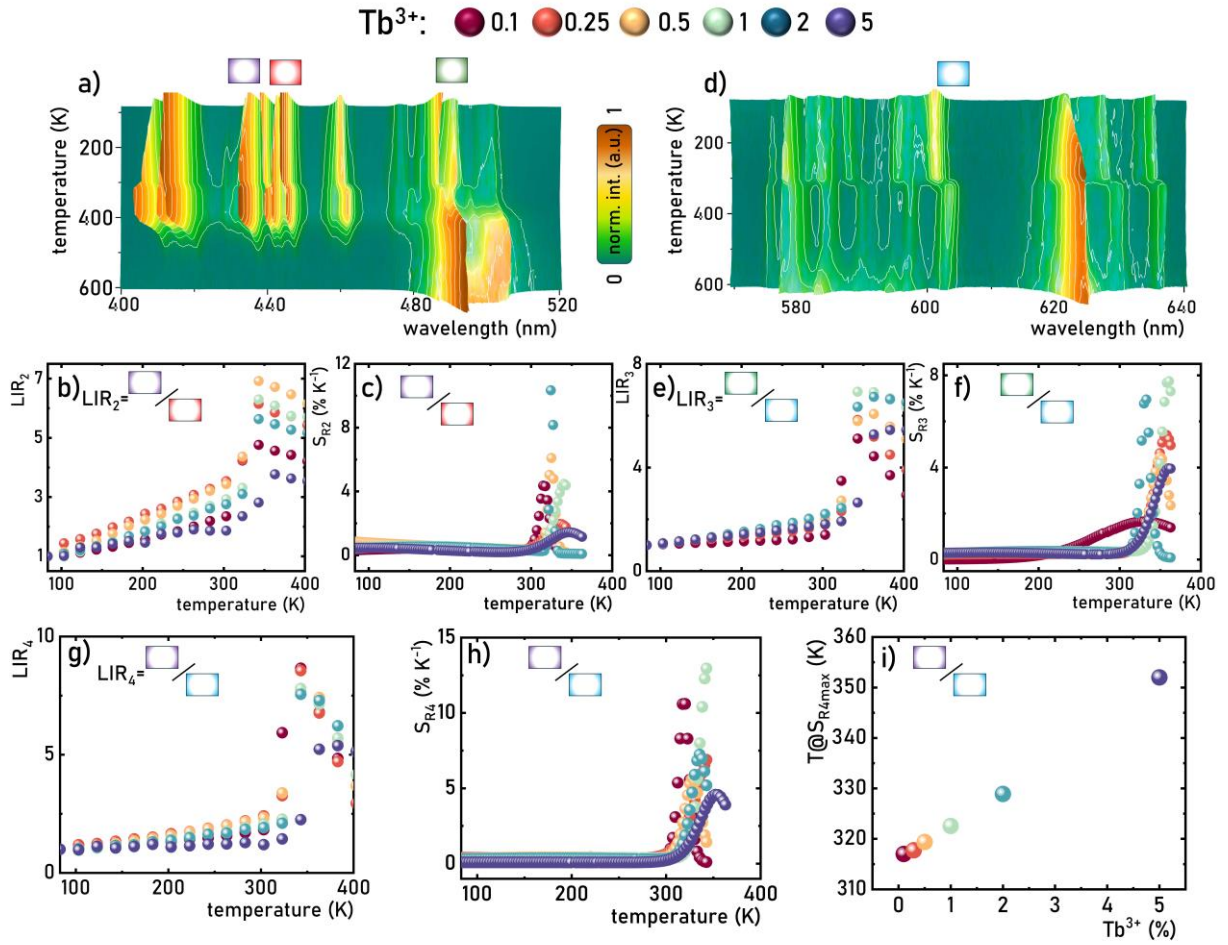 Tb³⁺: 0.1 0.25 0.5 1 2 5
a)
temperature (K)
200
400
600
400 440 480 520
wavelength (nm)
0 norm. int. (a.u.) 1
d)
temperature (K)
200
400
600
580 600 620 640
wavelength (nm)
b)
LIR₂=
LIR₂
7
5
3
1
100 200 300 400
temperature (K)
c)
S_R2 (% K⁻¹)
12
8
4
0
100 200 300 400
temperature (K)
e)
LIR₃=
LIR₃
8
4
0
100 200 300 400
temperature (K)
f)
S_R3 (% K⁻¹)
8
4
0
100 200 300 400
temperature (K)
g)
LIR₄=
LIR₄
10
5
0
100 200 300 400
temperature (K)
h)
S_R4 (% K⁻¹)
15
10
5
0
100 200 300 400
temperature (K)
i)
T@S_R4max (K)
360
350
340
330
320
310
0 1 2 3 4 5
Tb³⁺ (%)